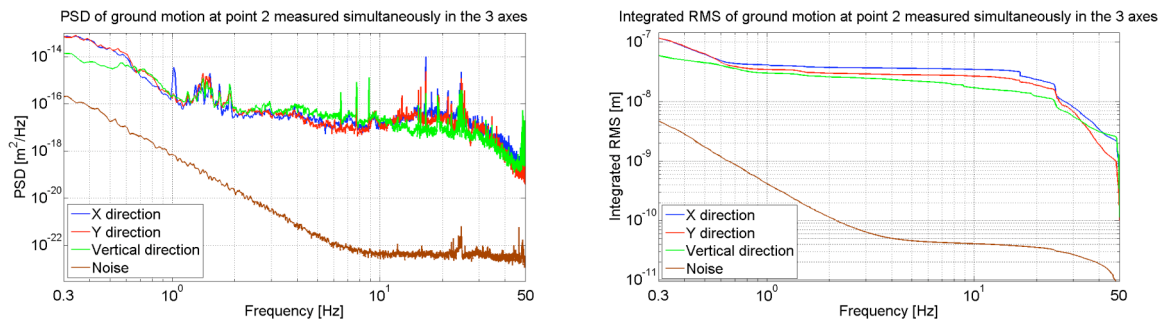 PSD of ground motion at point 2 measured simultaneously in the 3 axes
10^-14
10^-16
10^-18
10^-20
10^-22
PSD [m^2/Hz]
X direction
Y direction
Vertical direction
Noise
0.3
10^0
10^1
50
Frequency [Hz]
Integrated RMS of ground motion at point 2 measured simultaneously in the 3 axes
10^-7
10^-8
10^-9
10^-10
10^-11
Integrated RMS [m]
X direction
Y direction
Vertical direction
Noise
0.3
10^0
10^1
50
Frequency [Hz]